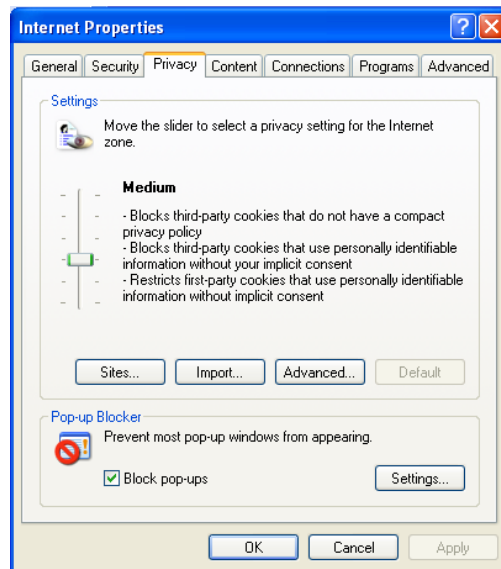 Internet Properties
General Security Privacy Content Connections Programs Advanced
Settings
Move the slider to select a privacy setting for the Internet
zone.
Medium
- Blocks third-party cookies that do not have a compact
privacy policy
- Blocks third-party cookies that use personally identifiable
information without your implicit consent
- Restricts first-party cookies that use personally identifiable
information without implicit consent
Sites... Import... Advanced... Default
Pop-up Blocker
Prevent most pop-up windows from appearing.
Block pop-ups Settings...
OK Cancel Apply